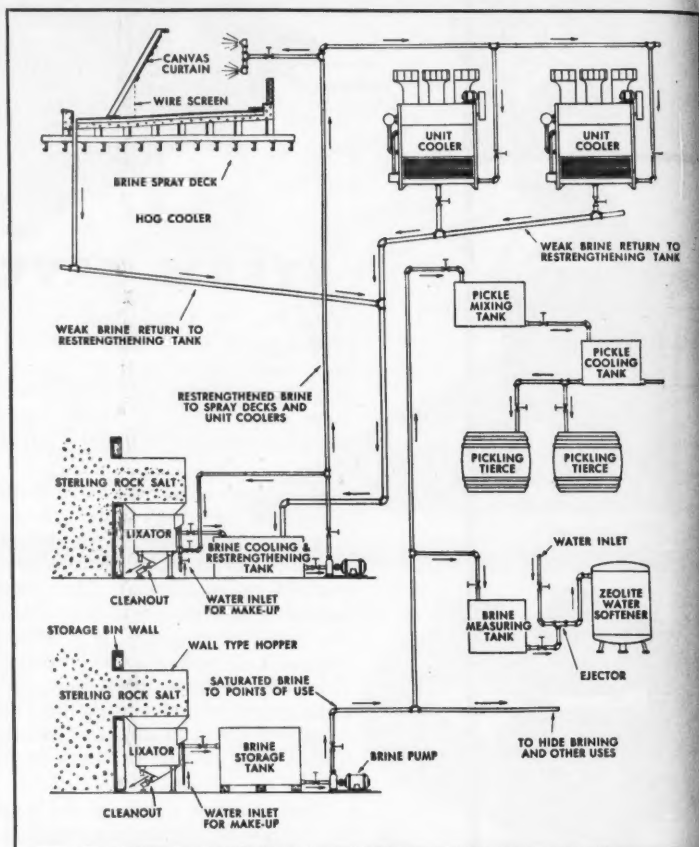 CANVAS
CURTAIN
WIRE SCREEN
BRINE SPRAY DECK
HOG COOLER
UNIT
COOLER
UNIT
COOLER
WEAK BRINE RETURN TO
RESTRENGTHENING TANK
WEAK BRINE RETURN TO
RESTRENGTHENING TANK
PICKLE
MIXING
TANK
PICKLE
COOLING
TANK
RESTRENGTHENED BRINE
TO SPRAY DECKS AND
UNIT COOLERS
PICKLING
TIERCE
PICKLING
TIERCE
STERLING ROCK SALT
LIXATOR
BRINE COOLING &
RESTRENGTHENING
TANK
CLEANOUT
WATER INLET
FOR MAKE-UP
WATER INLET
BRINE
MEASURING
TANK
ZEOLITE
WATER
SOFTENER
EJECTOR
STORAGE BIN WALL
WALL TYPE HOPPER
STERLING ROCK SALT
SATURATED BRINE
TO POINTS OF USE
LIXATOR
BRINE
STORAGE
TANK
BRINE PUMP
TO HIDE BRINING
AND OTHER USES
CLEANOUT
WATER INLET
FOR MAKE-UP